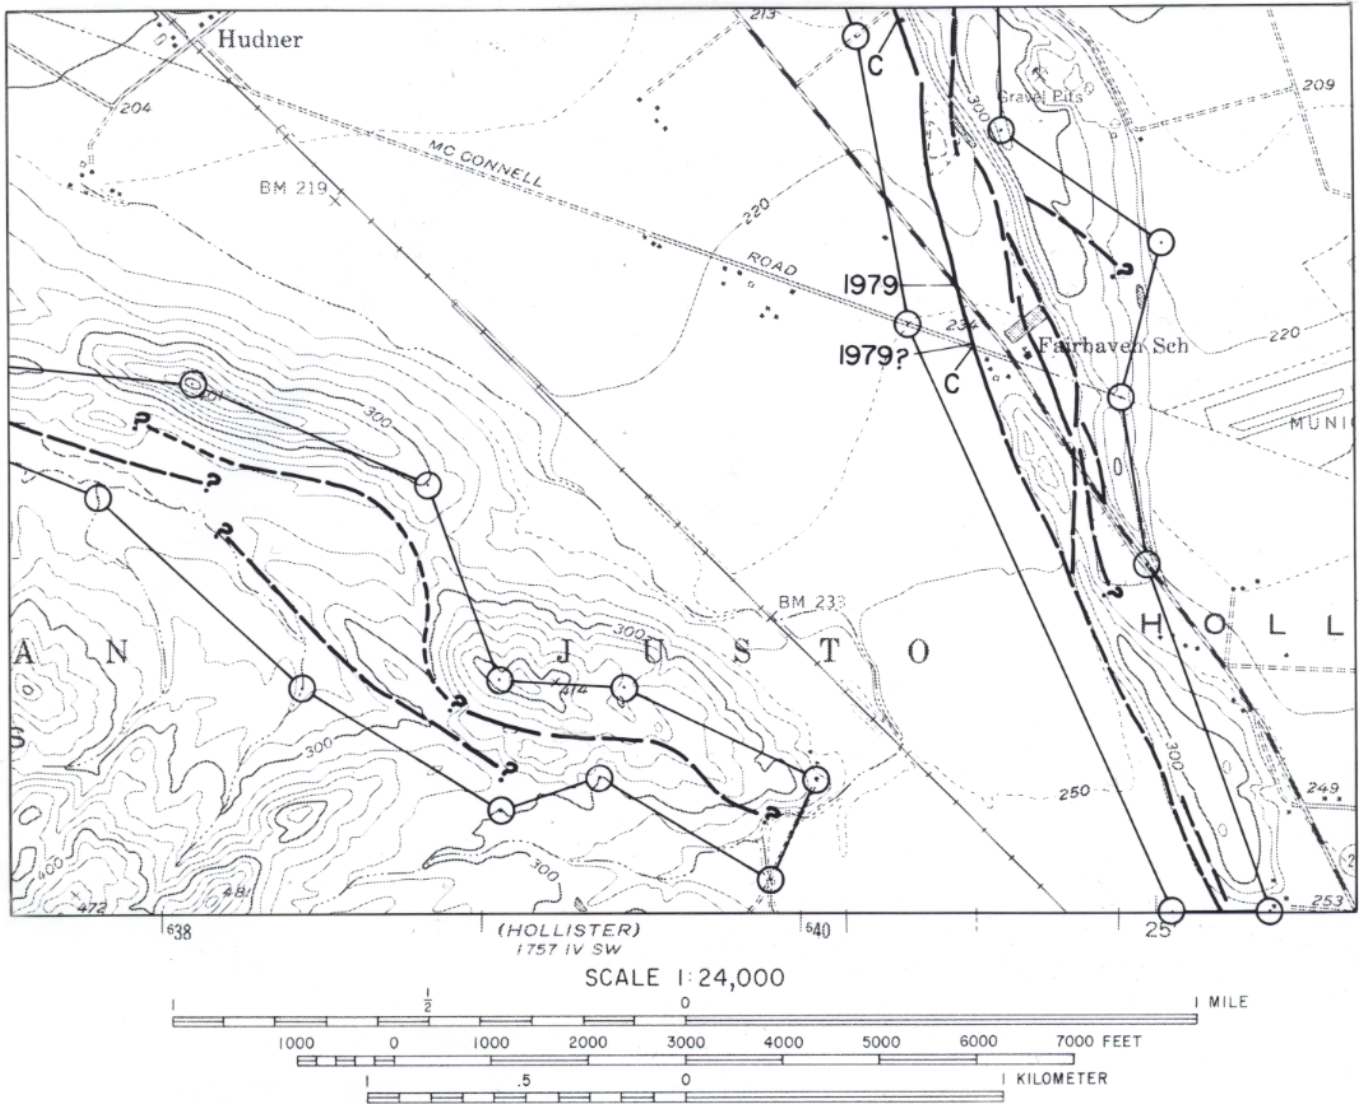 213
Hudner
C
300
Gravel Pits
209
204
MC CONNELL
BM 219
220
ROAD
?
1979
234
220
Fairhaven Sch
1979?
C
300
?
MUNI
?
?
?
BM 233
300
H O L L
A N J U S T O
414
?
S
300
?
300
250
249
?
300
400
481
472
253
638
(HOLLISTER)
1757 IV SW
640
25'
SCALE 1:24,000
1 1/2 0 1 MILE
1000 0 1000 2000 3000 4000 5000 6000 7000 FEET
1 .5 0 1 KILOMETER